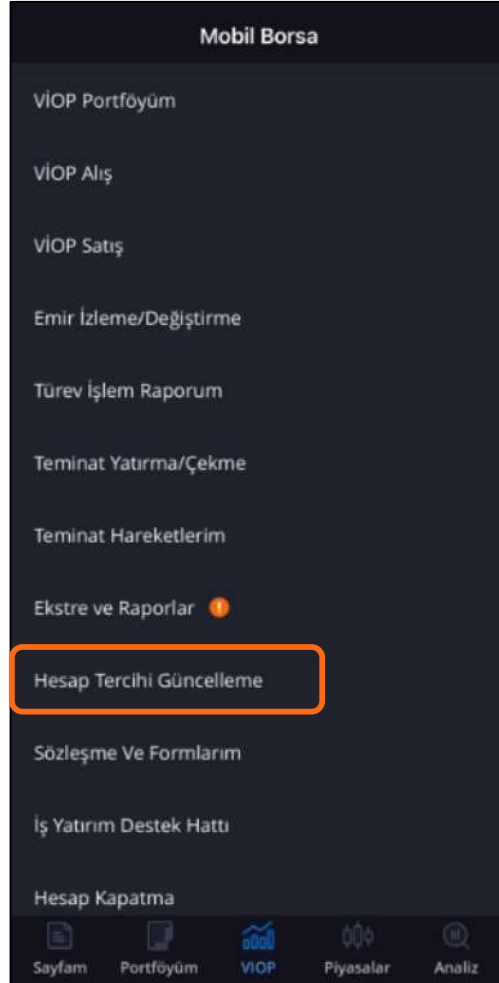 Mobil Borsa
VİOP Portföyüm
VİOP Alış
VİOP Satış
Emir İzleme/Değiştirme
Türev İşlem Raporum
Teminat Yatırma/Çekme
Teminat Hareketlerim
Ekstre ve Raporlar
Hesap Tercihi Güncelleme
Sözleşme Ve Formlarım
İş Yatırım Destek Hattı
Hesap Kapatma
Sayfam Portföyüm VIOP Piyasalar Analiz